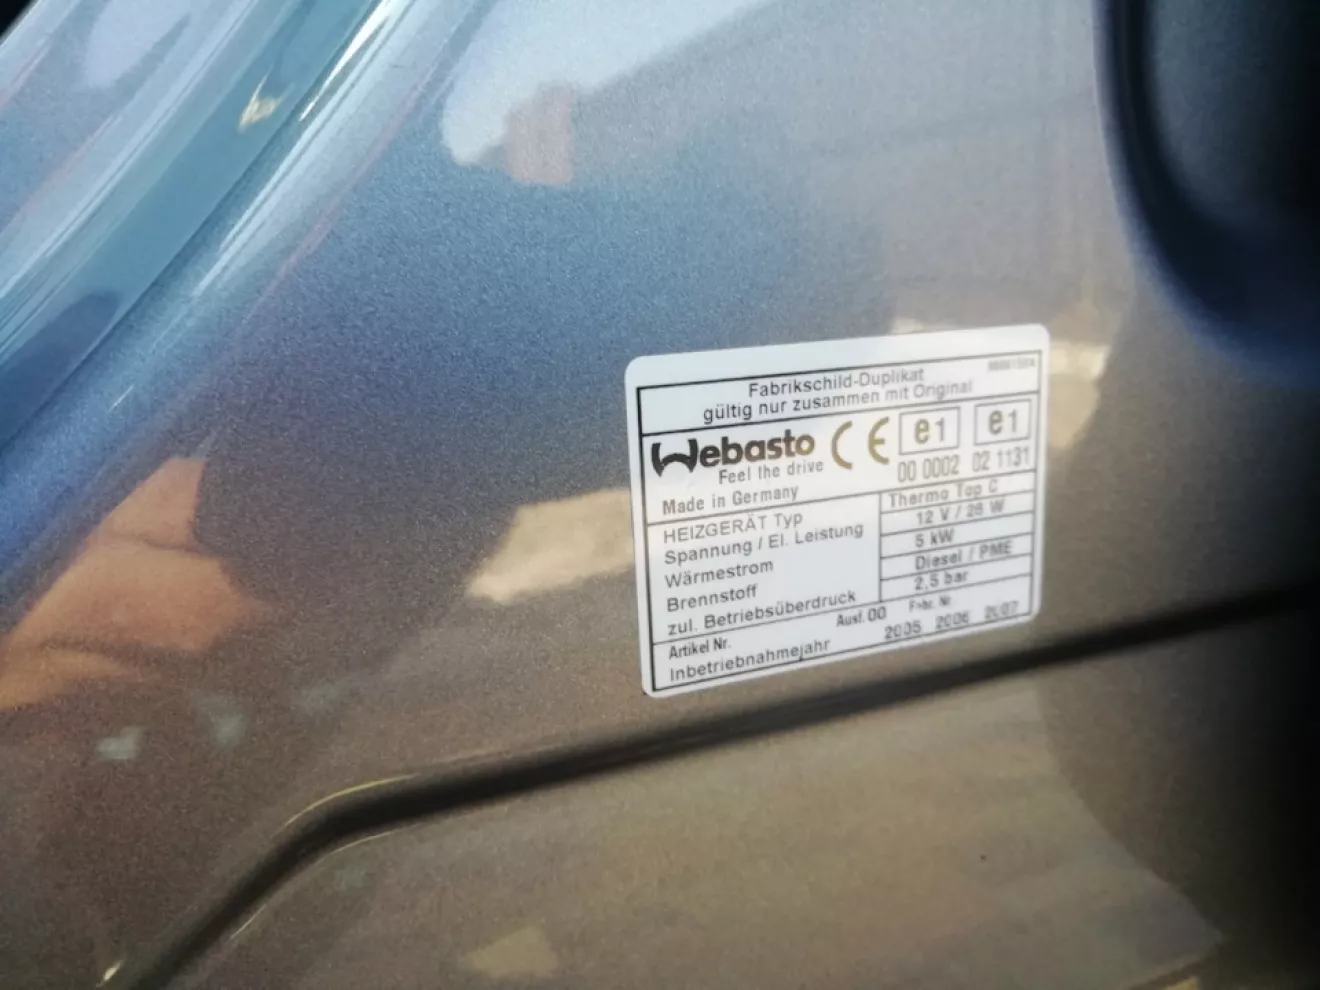 Fabrikschild-Duplikat
gültig nur zusammen mit Original
Webasto CE e1 e1
Feel the drive 00 0002 02 1131
Made in Germany
HEIZGERÄT Typ Thermo Top C
Spannung / El. Leistung 12 V / 28 W
Wärmestrom 5 kW
Brennstoff Diesel / PME
zul. Betriebsüberdruck 2,5 bar
Artikel Nr. Ausf. 00 Fabr. Nr.
Inbetriebnahmejahr 2005 2006 2007